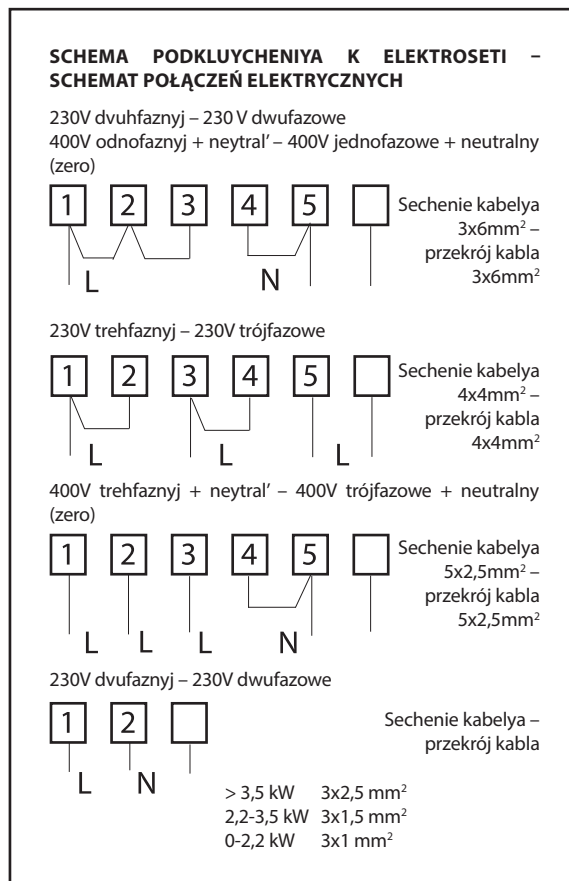 SCHEMA PODKLUYCHENIYA K ELEKTROSETI –
SCHEMAT POŁĄCZEŃ ELEKTRYCZNYCH
230V dvuhfaznyj – 230 V dwufazowe
400V odnofaznyj + neytral’ – 400V jednofazowe + neutralny
(zero)
1 2 3 4 5
L N
Sechenie kabelya
3x6mm² –
przekrój kabla
3x6mm²
230V trehfaznyj – 230V trójfazowe
1 2 3 4 5
L L L
Sechenie kabelya
4x4mm² –
przekrój kabla
4x4mm²
400V trehfaznyj + neytral’ – 400V trójfazowe + neutralny
(zero)
1 2 3 4 5
L L L N
Sechenie kabelya
5x2,5mm² –
przekrój kabla
5x2,5mm²
230V dvufaznyj – 230V dwufazowe
1 2
L N
Sechenie kabelya –
przekrój kabla
> 3,5 kW 3x2,5 mm²
2,2-3,5 kW 3x1,5 mm²
0-2,2 kW 3x1 mm²